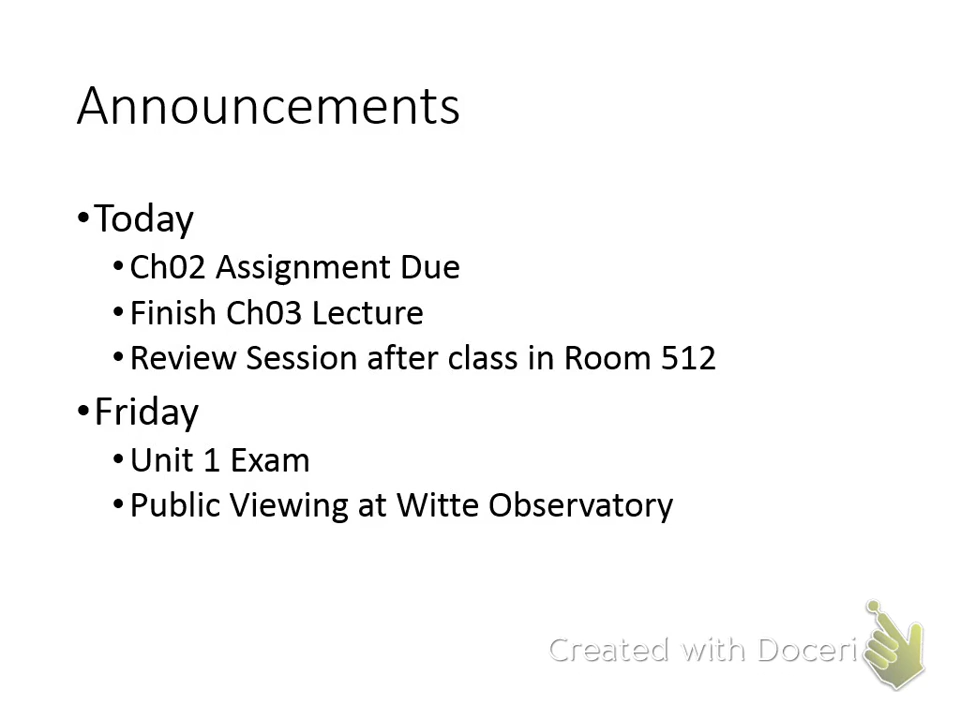 Announcements
•Today
•Ch02 Assignment Due
•Finish Ch03 Lecture
•Review Session after class in Room 512
•Friday
•Unit 1 Exam
•Public Viewing at Witte Observatory
Created with Doceri